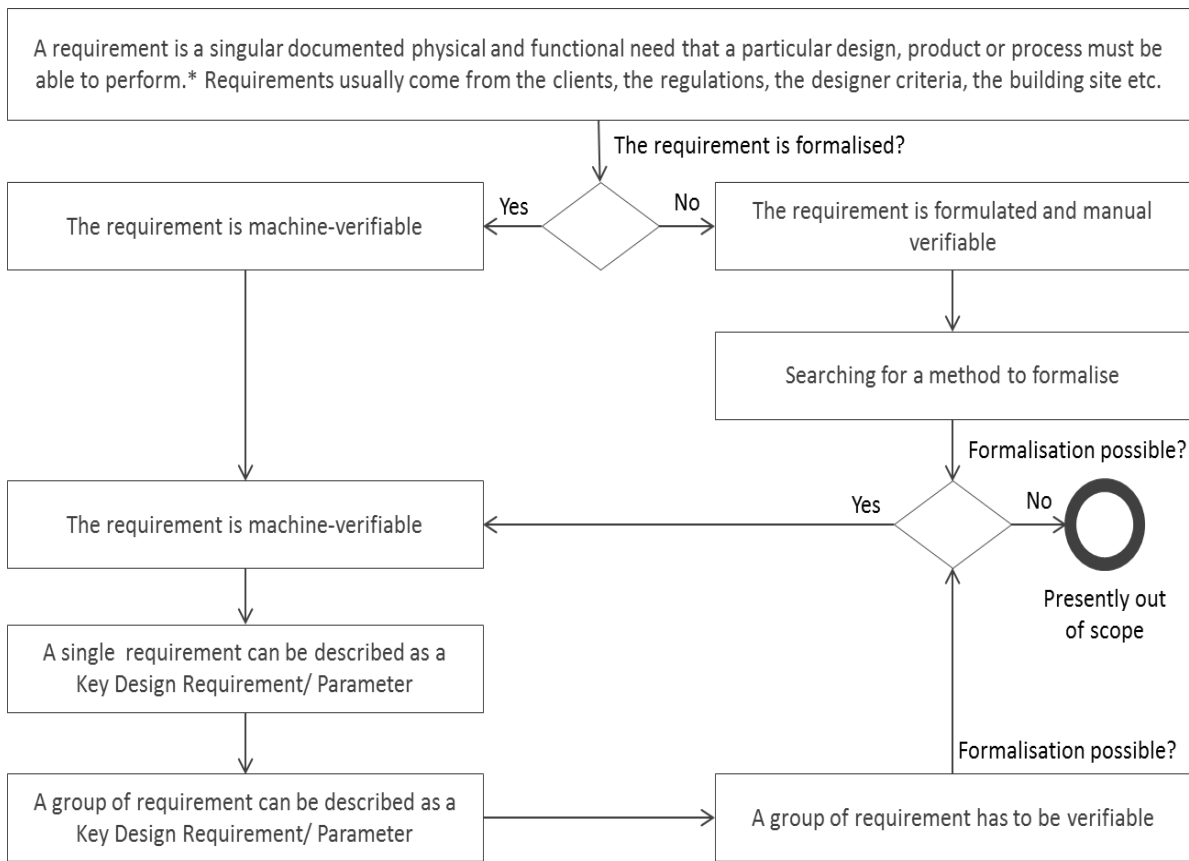 A requirement is a singular documented physical and functional need that a particular design, product or process must be
able to perform.* Requirements usually come from the clients, the regulations, the designer criteria, the building site etc.
The requirement is formalised?
Yes
No
The requirement is machine-verifiable
The requirement is formulated and manual
verifiable
Searching for a method to formalise
Formalisation possible?
Yes
No
The requirement is machine-verifiable
Presently out
of scope
A single requirement can be described as a
Key Design Requirement/ Parameter
Formalisation possible?
A group of requirement can be described as a
Key Design Requirement/ Parameter
A group of requirement has to be verifiable